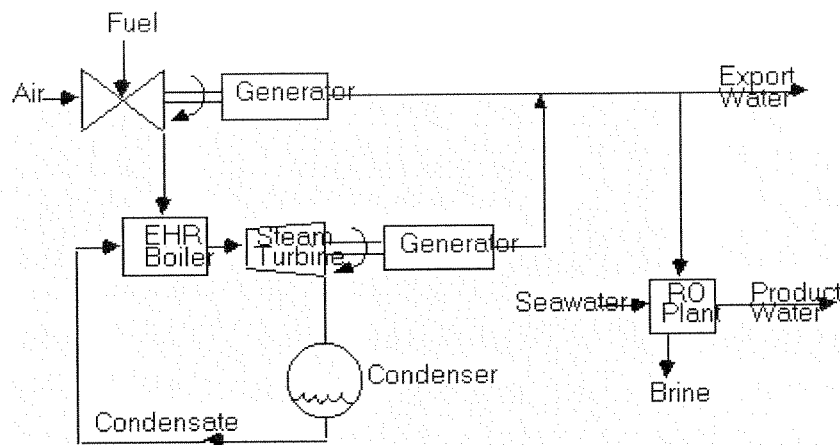 Fuel
Air
Generator
Export
Water
EHR
Boiler
Steam
Turbine
Generator
Seawater
RO
Plant
Product
Water
Condenser
Brine
Condensate